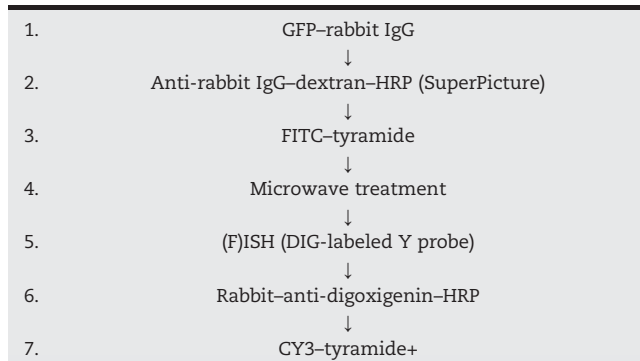 1. GFP–rabbit IgG
↓
2. Anti-rabbit IgG–dextran–HRP (SuperPicture)
↓
3. FITC–tyramide
↓
4. Microwave treatment
↓
5. (F)ISH (DIG-labeled Y probe)
↓
6. Rabbit–anti-digoxigenin–HRP
↓
7. CY3–tyramide+